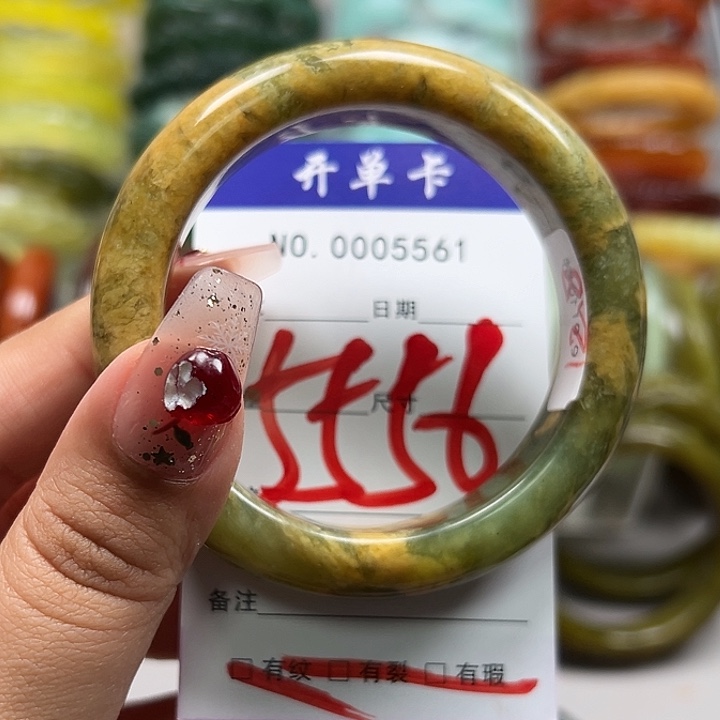 开单卡
NO. 0005561
日期
尺寸
5556
备注
□有纹 □有裂 □有瑕